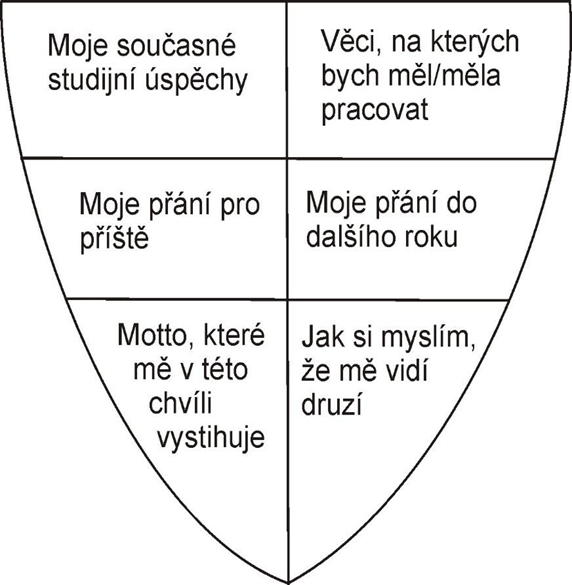 Moje současné
studijní úspěchy
Věci, na kterých
bych měl/měla
pracovat
Moje přání pro
příště
Moje přání do
dalšího roku
Motto, které
mě v této
chvíli
vystihuje
Jak si myslím,
že mě vidí
druzí